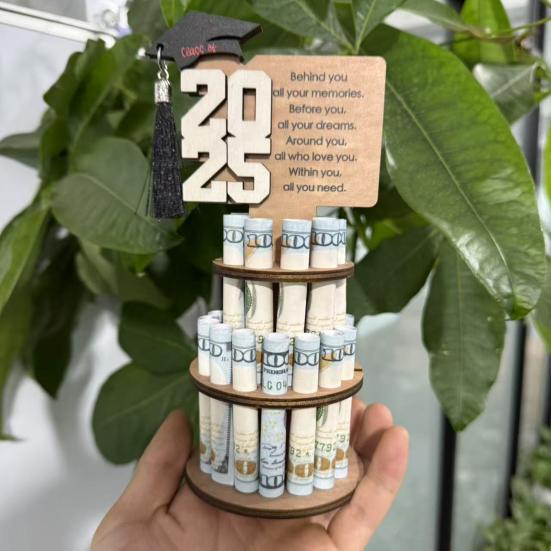 Class of
20
25
Behind you
all your memories.
Before you,
all your dreams.
Around you,
all who love you.
Within you,
all you need.